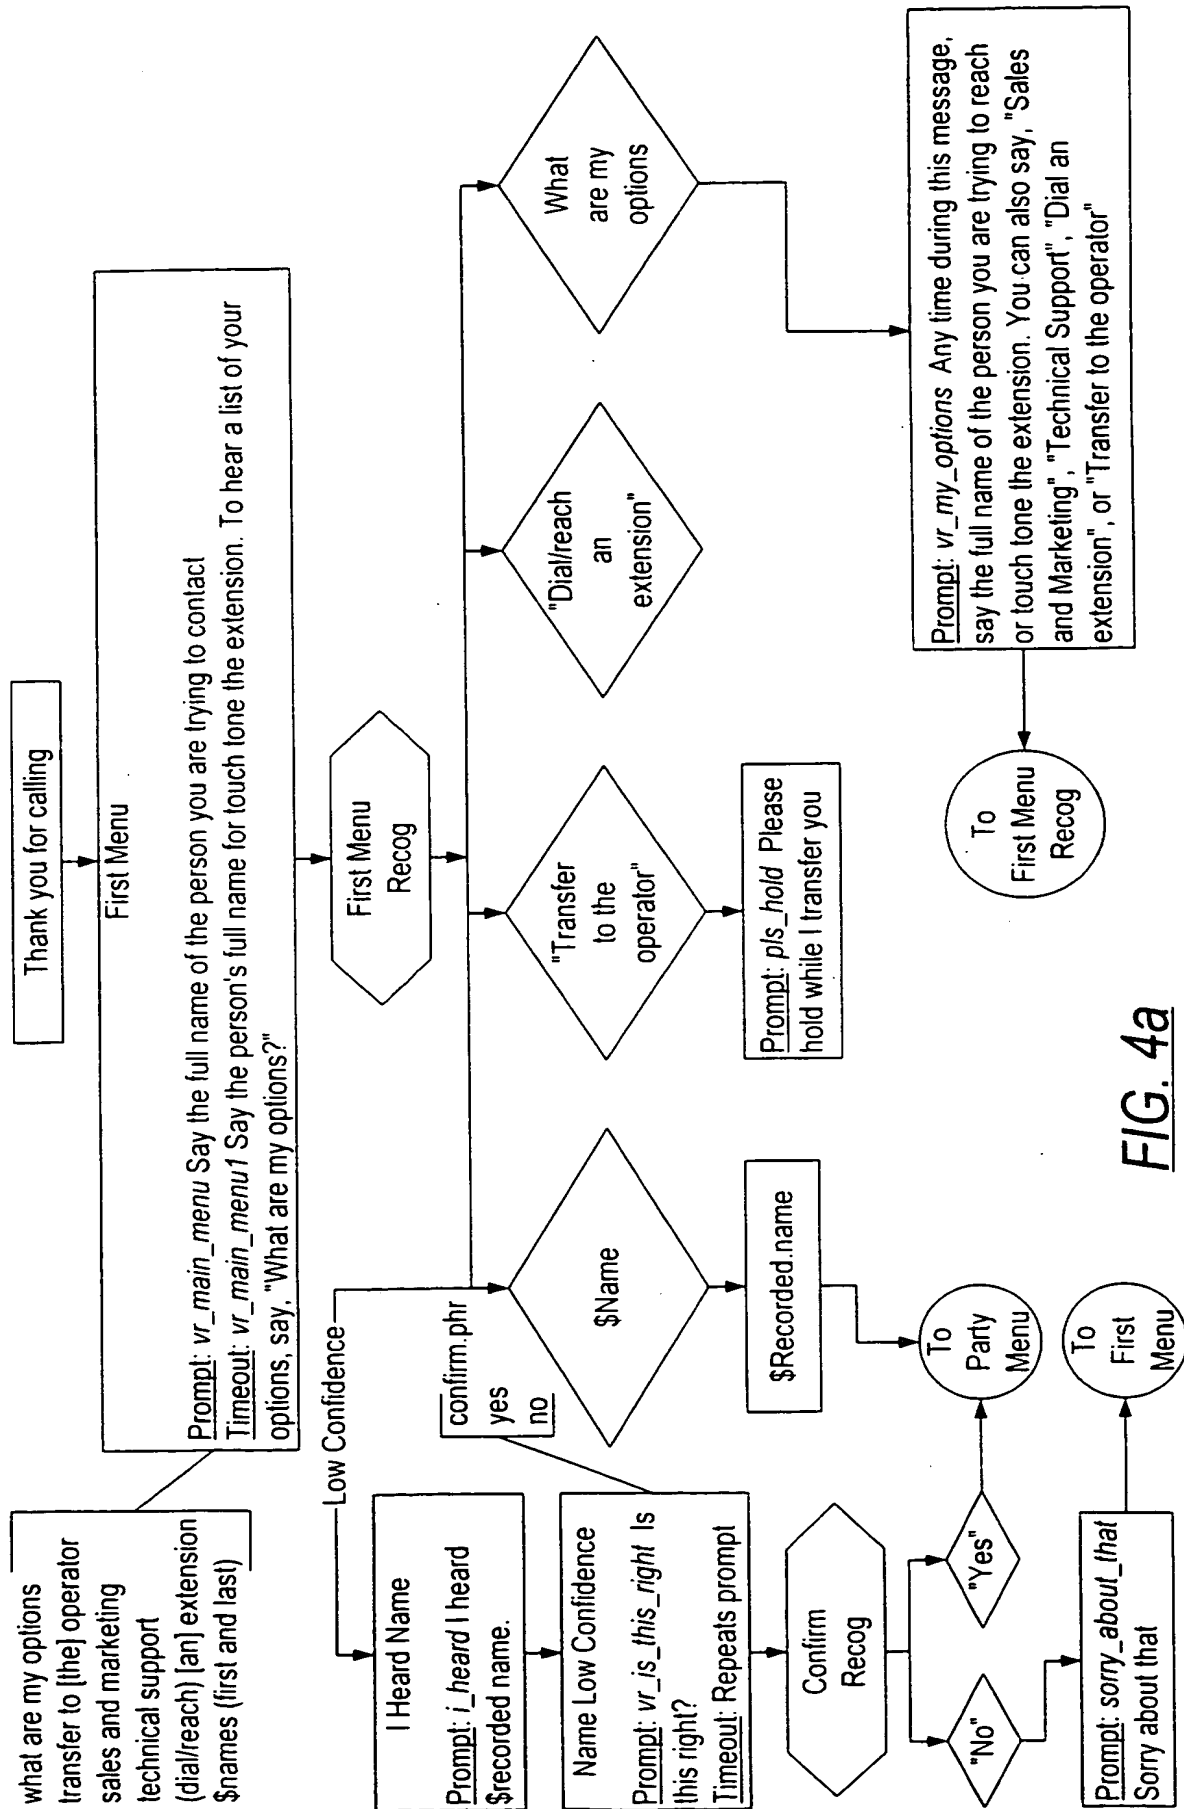 Thank you for calling
what are my options
transfer to [the] operator
sales and marketing
technical support
(dial/reach) [an] extension
$names (first and last)
First Menu
Prompt: vr_main_menu Say the full name of the person you are trying to contact
Timeout: vr_main_menu1 Say the person's full name for touch tone the extension. To hear a list of your
options, say, "What are my options?"
First Menu
Recog
Low Confidence
confirm.phr
yes
no
I Heard Name
Prompt: i_heard I heard
$recorded name.
Name Low Confidence
Prompt: vr_is_this_right Is
this right?
Timeout: Repeats prompt
Confirm
Recog
"No"
"Yes"
Prompt: sorry_about_that
Sorry about that
To
First
Menu
$Name
$Recorded.name
To
Party
Menu
"Transfer
to the
operator"
Prompt: pls_hold Please
hold while I transfer you
"Dial/reach
an
extension"
What
are my
options
Prompt: vr_my_options Any time during this message,
say the full name of the person you are trying to reach
or touch tone the extension. You can also say, "Sales
and Marketing", "Technical Support", "Dial an
extension", or "Transfer to the operator"
To
First Menu
Recog
FIG. 4a